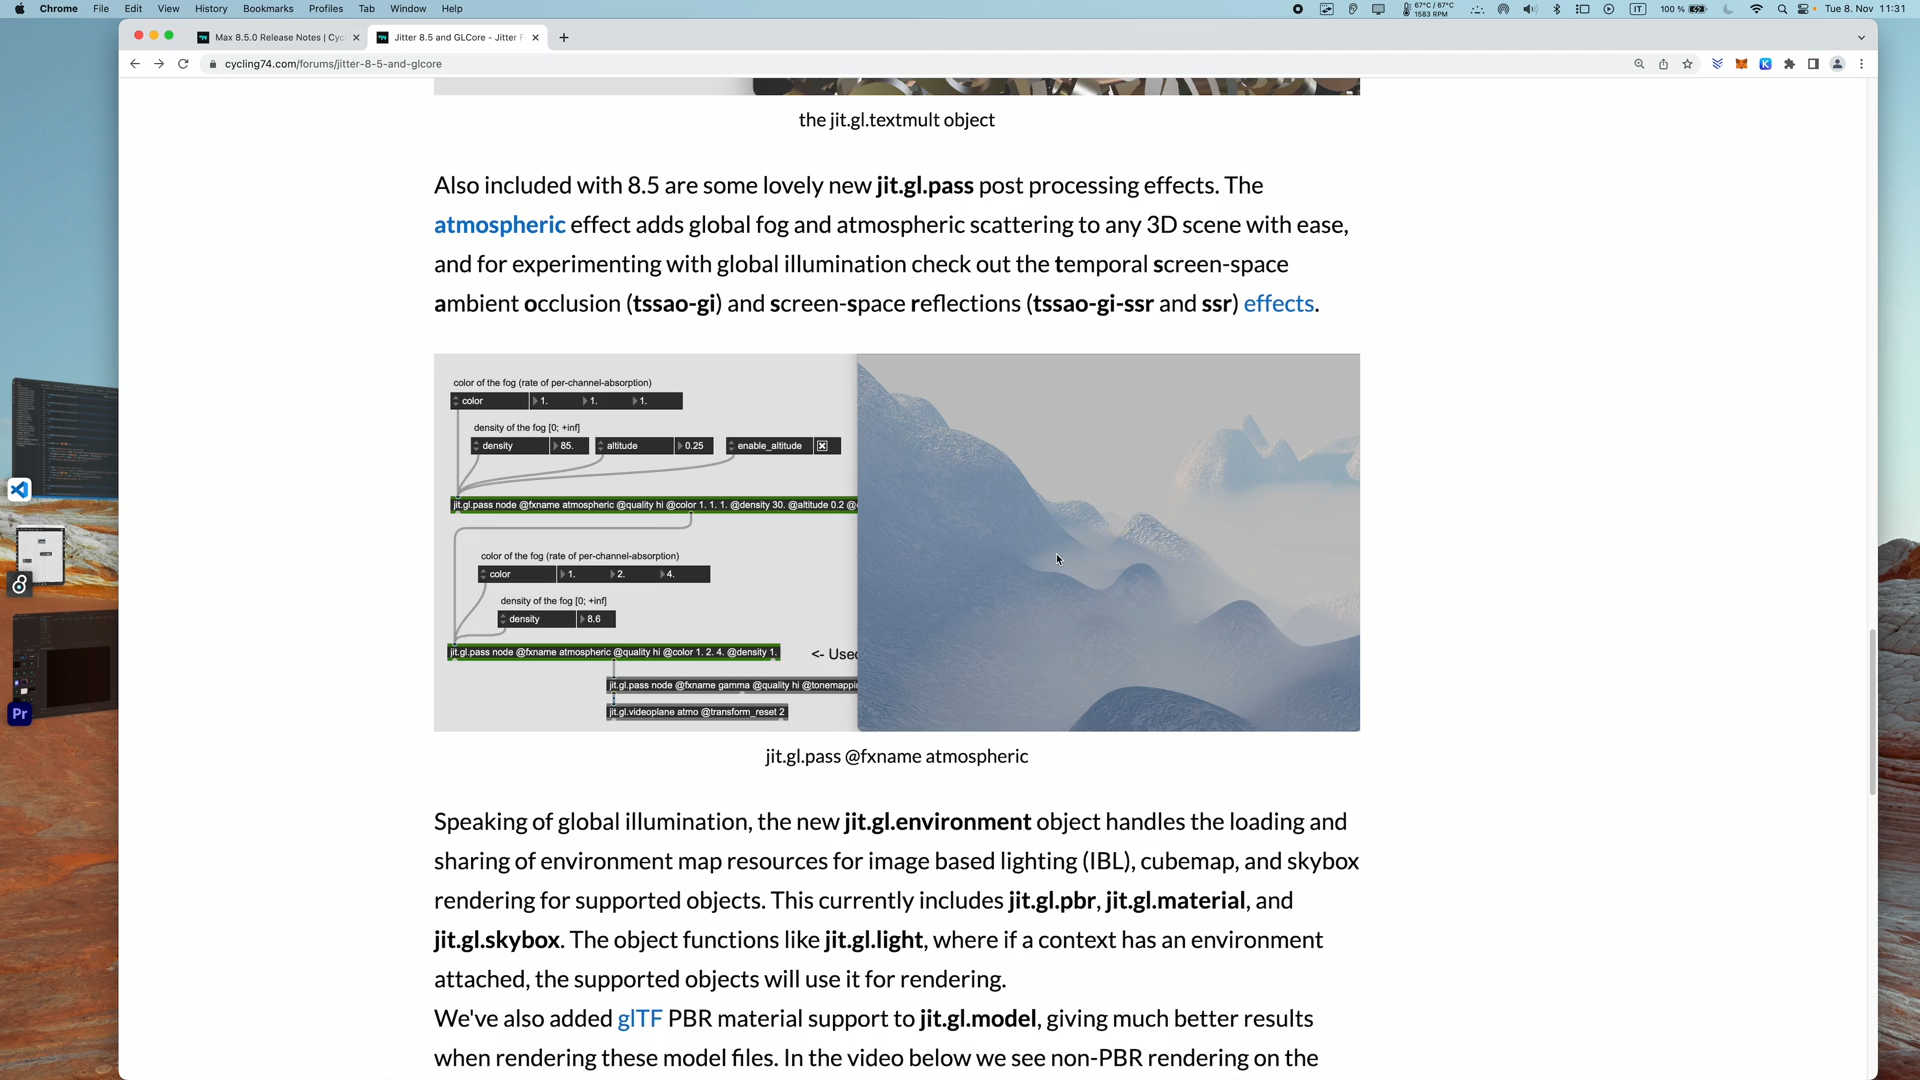 Chrome File Edit View History Bookmarks Profiles Tab Window Help
67°C / 67°C
1583 RPM
IT
100 %
Tue 8. Nov 11:31
Max 8.5.0 Release Notes | Cyc
Jitter 8.5 and GLCore - Jitter F
cycling74.com/forums/jitter-8-5-and-glcore
the jit.gl.textmult object
Also included with 8.5 are some lovely new jit.gl.pass post processing effects. The
atmospheric effect adds global fog and atmospheric scattering to any 3D scene with ease,
and for experimenting with global illumination check out the temporal screen-space
ambient occlusion (tssao-gi) and screen-space reflections (tssao-gi-ssr and ssr) effects.
color of the fog (rate of per-channel-absorption)
color 1. 1. 1.
density of the fog [0; +inf]
density 85. altitude 0.25 enable_altitude
jit.gl.pass node @fxname atmospheric @quality hi @color 1. 1. 1. @density 30. @altitude 0.2 @
color of the fog (rate of per-channel-absorption)
color 1. 2. 4.
density of the fog [0; +inf]
density 8.6
jit.gl.pass node @fxname atmospheric @quality hi @color 1. 2. 4. @density 1.
<- Used
jit.gl.pass node @fxname gamma @quality hi @tonemappi
jit.gl.videoplane atmo @transform_reset 2
jit.gl.pass @fxname atmospheric
Speaking of global illumination, the new jit.gl.environment object handles the loading and
sharing of environment map resources for image based lighting (IBL), cubemap, and skybox
rendering for supported objects. This currently includes jit.gl.pbr, jit.gl.material, and
jit.gl.skybox. The object functions like jit.gl.light, where if a context has an environment
attached, the supported objects will use it for rendering.
We've also added glTF PBR material support to jit.gl.model, giving much better results
when rendering these model files. In the video below we see non-PBR rendering on the
Pr